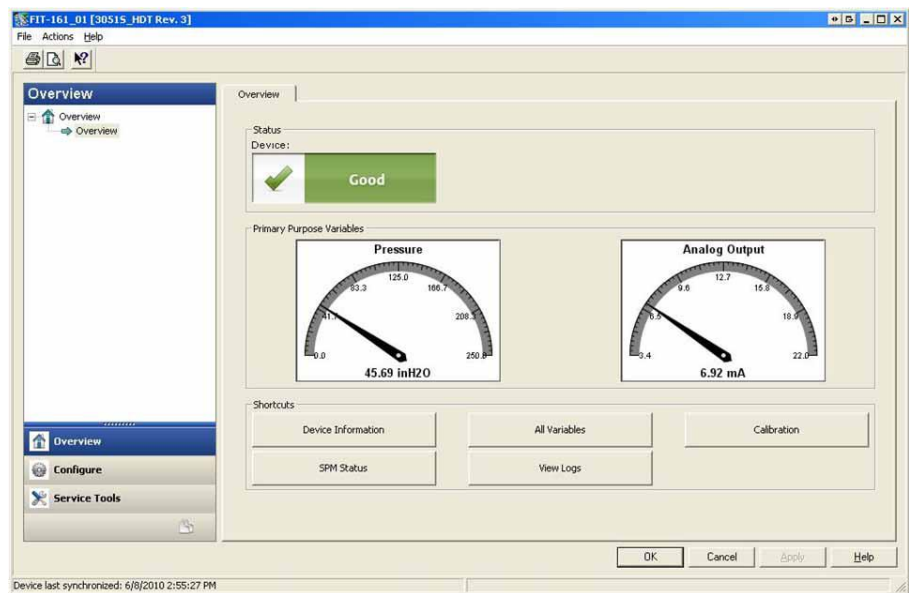 FIT-161_01 [3051S_HDT Rev. 3]
File Actions Help
Overview
Overview
Overview
Overview
Status
Device:
Good
Primary Purpose Variables
Pressure
0.0
41.7
83.3
125.0
166.7
208.3
250.0
45.69 inH2O
Analog Output
3.4
6.5
9.6
12.7
15.8
18.9
22.0
6.92 mA
Shortcuts
Device Information
All Variables
Calibration
SPM Status
View Logs
Overview
Configure
Service Tools
OK
Cancel
Apply
Help
Device last synchronized: 6/8/2010 2:55:27 PM